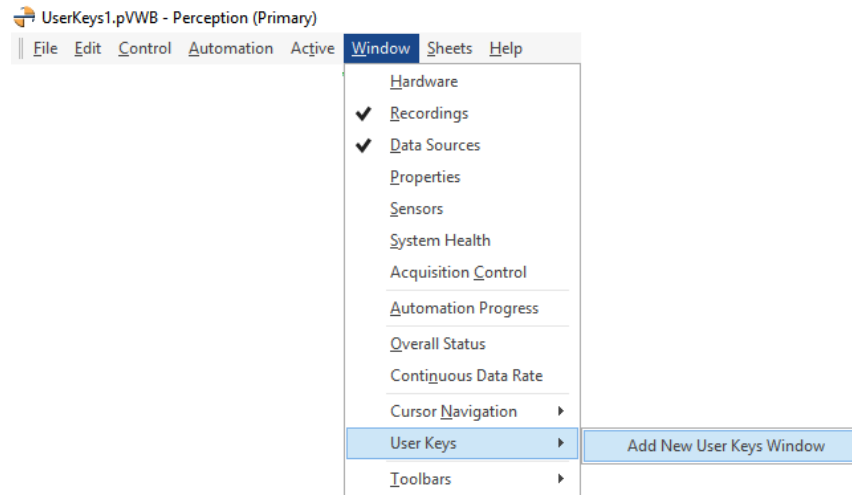 UserKeys1.pVWB - Perception (Primary)
File Edit Control Automation Active Window Sheets Help
Hardware
Recordings
Data Sources
Properties
Sensors
System Health
Acquisition Control
Automation Progress
Overall Status
Continuous Data Rate
Cursor Navigation
User Keys Add New User Keys Window
Toolbars